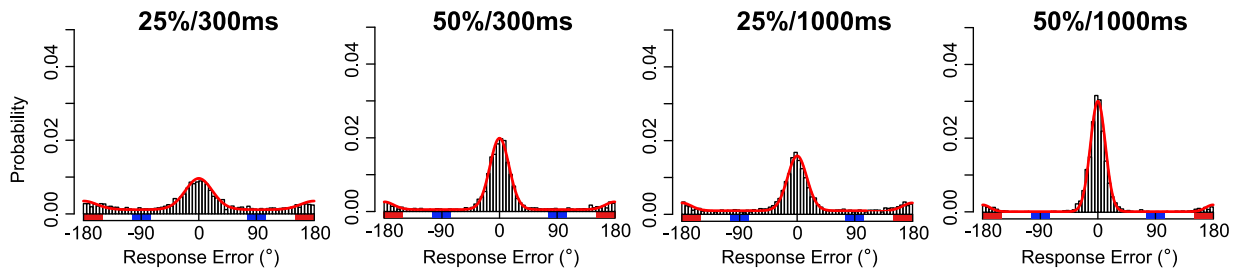 25%/300ms 50%/300ms 25%/1000ms 50%/1000ms
Probability
0.04 0.04 0.04 0.04
0.02 0.02 0.02 0.02
0.00 0.00 0.00 0.00
-180 -90 0 90 180 -180 -90 0 90 180 -180 -90 0 90 180 -180 -90 0 90 180
Response Error (°) Response Error (°) Response Error (°) Response Error (°)